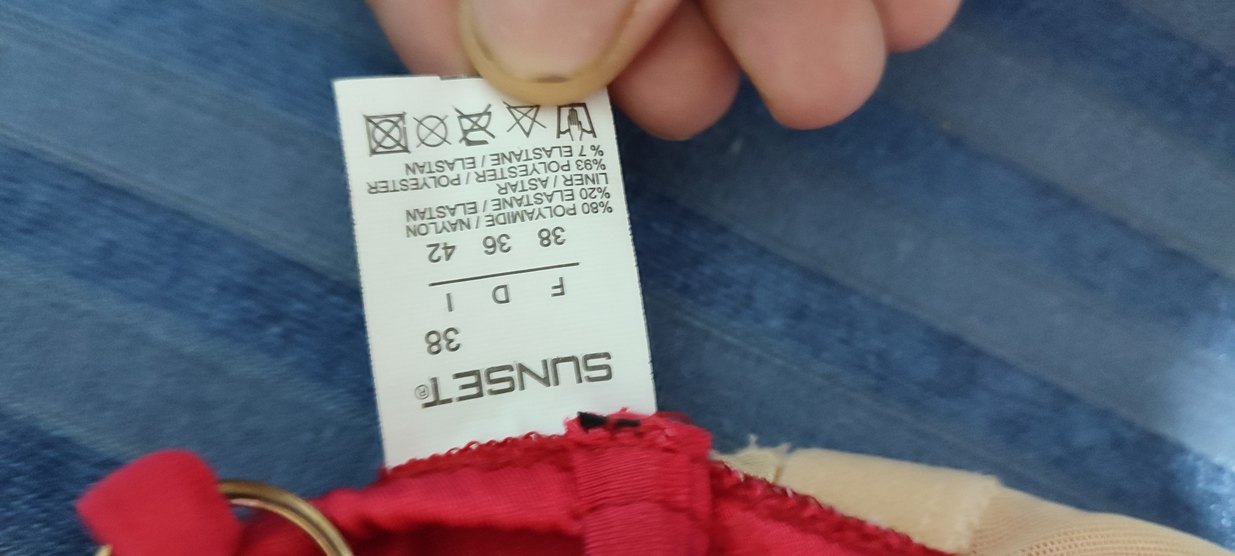 SUNSET®
38
F D I
38 36 42
%80 POLYAMIDE / NAYLON
%20 ELASTANE / ELASTAN
LINER / ASTAR
%93 POLYESTER / POLYESTER
% 7 ELASTANE / ELASTAN